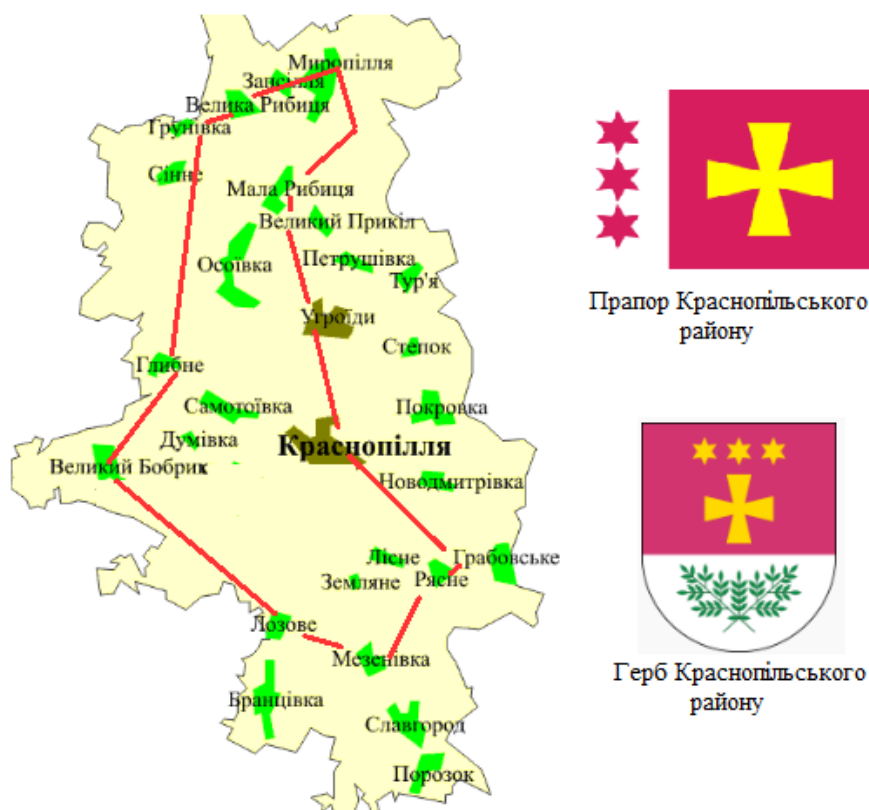 Миропілля
Запсілля
Велика Рибиця
Грунівка
Сінне
Мала Рибиця
Великий Прикіл
Петрушівка
Осоївка
Тур'я
Угроїди
Степок
Глибне
Самотоївка
Покровка
Думівка
Краснопілля
Великий Бобрик
Новодмитрівка
Лісне
Грабовське
Земляне
Рясне
Лозове
Мезенівка
Бранцівка
Славгород
Порозок
Прапор Краснопільського
району
Герб Краснопільського
району